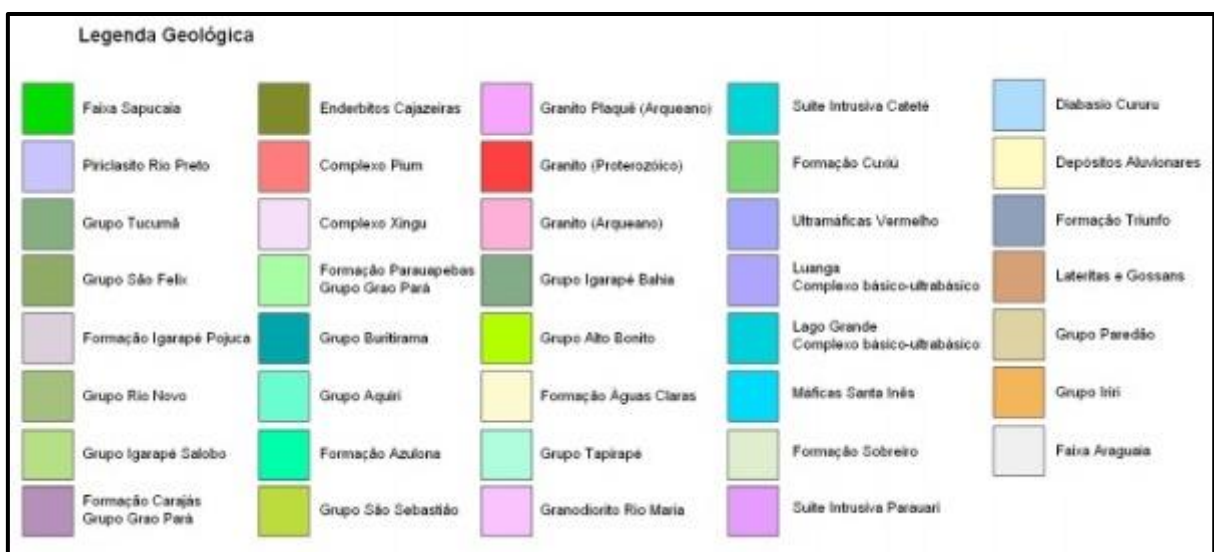 Legenda Geológica
Faixa Sapucaia
Piriclasito Rio Preto
Grupo Tucumã
Grupo São Felix
Formação Igarapé Pojuca
Grupo Rio Novo
Grupo Igarapé Salobo
Formação Carajás
Grupo Grao Pará
Enderbitos Cajazeiras
Complexo Pium
Complexo Xingu
Formação Parauapebas
Grupo Grao Pará
Grupo Buritirama
Grupo Aquiri
Formação Azulona
Grupo São Sebastião
Granito Plaquê (Arqueano)
Granito (Proterozóico)
Granito (Arqueano)
Grupo Igarapé Bahia
Grupo Alto Bonito
Formação Águas Claras
Grupo Tapirapé
Granodiorito Rio Maria
Suite Intrusiva Cateté
Formação Cuxiú
Ultramáficas Vermelho
Luanga
Complexo básico-ultrabásico
Lago Grande
Complexo básico-ultrabásico
Máficas Santa Inês
Formação Sobreiro
Suite Intrusiva Parauari
Diabasio Cururu
Depósitos Aluvionares
Formação Triunfo
Lateritas e Gossans
Grupo Paredão
Grupo Iriri
Faixa Araguaia